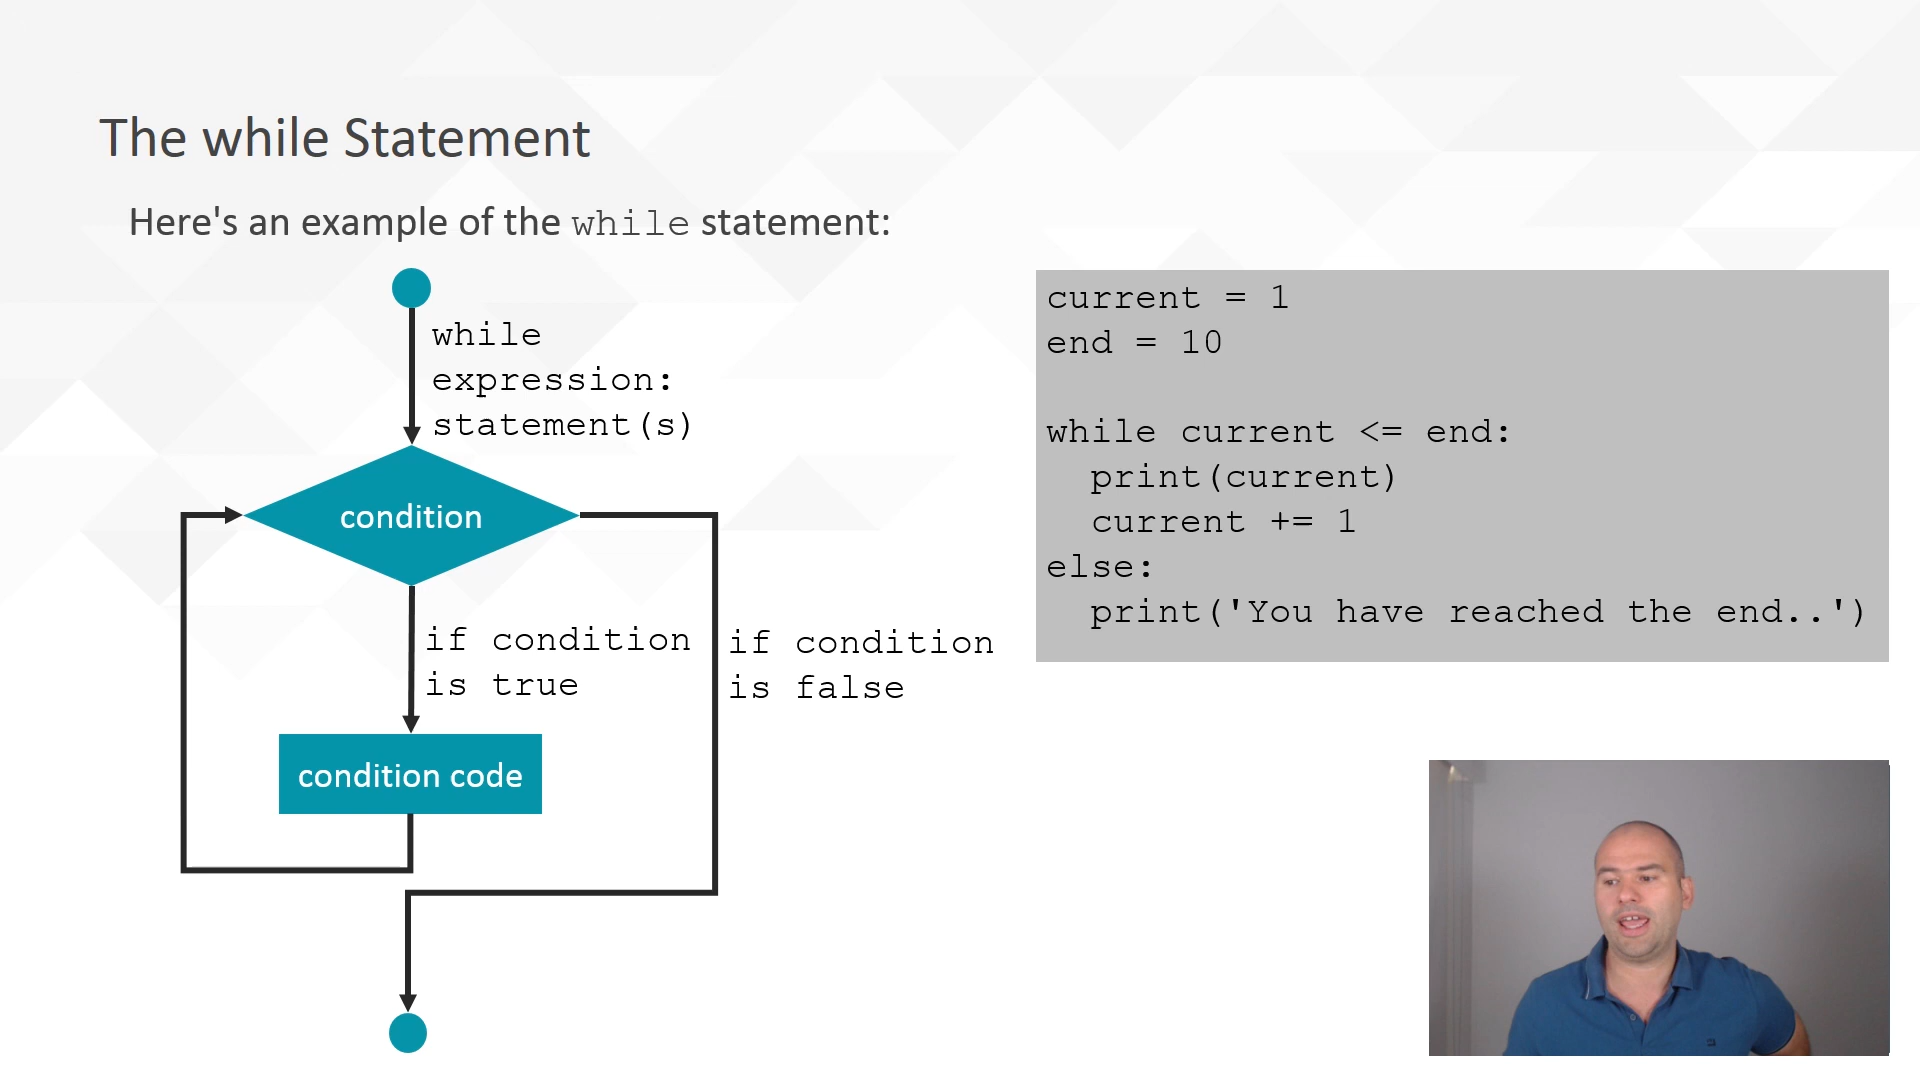 The while Statement
Here's an example of the while statement:
while
expression:
statement(s)
condition
if condition
is true
if condition
is false
condition code
current = 1
end = 10
while current <= end:
  print(current)
  current += 1
else:
  print('You have reached the end..')